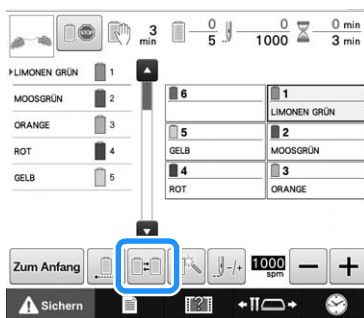 3 min
0 5
0 1000
0 min 3 min
LIMONEN GRÜN 1
MOOSGRÜN 2
ORANGE 3
ROT 4
GELB 5
6
1 LIMONEN GRÜN
5 GELB
2 MOOSGRÜN
4 ROT
3 ORANGE
Zum Anfang
-/+
1000 spm
− +
Sichern
?